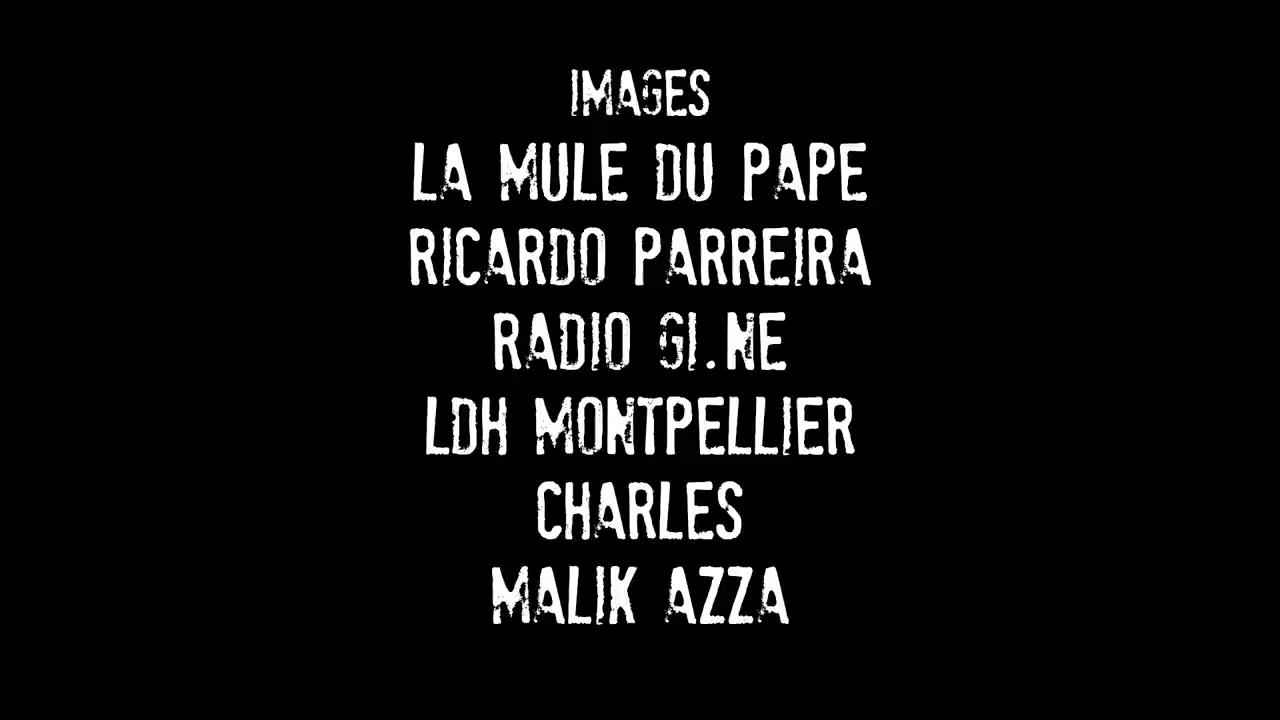 IMAGES
LA MULE DU PAPE
RICARDO PARREIRA
RADIO GI.NE
LDH MONTPELLIER
CHARLES
MALIK AZZA